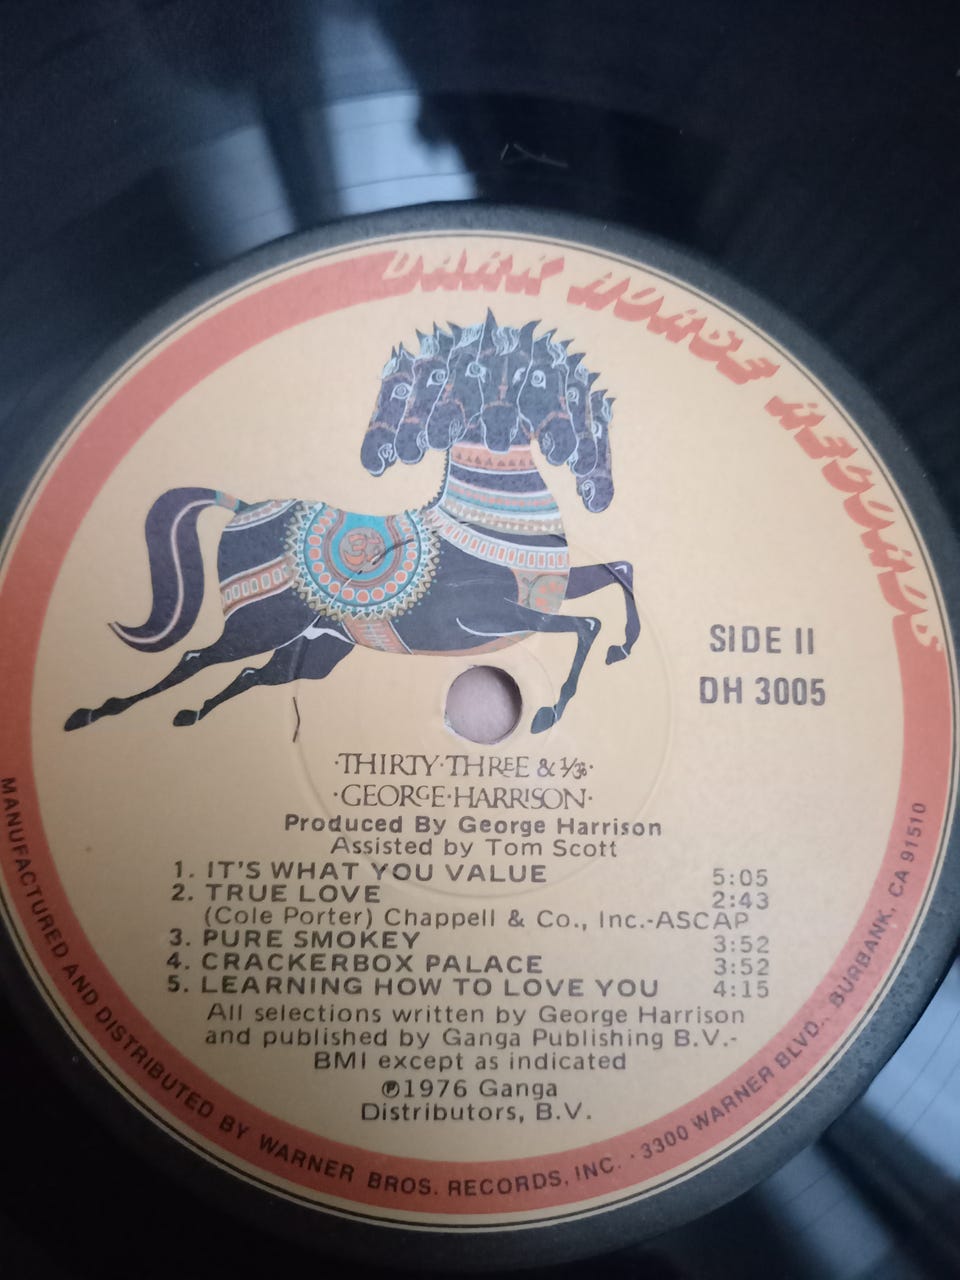 DARK HORSE RECORDS
SIDE II
DH 3005
·THIRTY·THREE & 1/3·
·GEORGE·HARRISON·
Produced By George Harrison
Assisted by Tom Scott
1. IT'S WHAT YOU VALUE 5:05
2. TRUE LOVE 2:43
(Cole Porter) Chappell & Co., Inc.-ASCAP
3. PURE SMOKEY 3:52
4. CRACKERBOX PALACE 3:52
5. LEARNING HOW TO LOVE YOU 4:15
All selections written by George Harrison
and published by Ganga Publishing B.V.-
BMI except as indicated
℗1976 Ganga
Distributors, B.V.
MANUFACTURED AND DISTRIBUTED BY WARNER BROS. RECORDS, INC. · 3300 WARNER BLVD., BURBANK, CA 91510